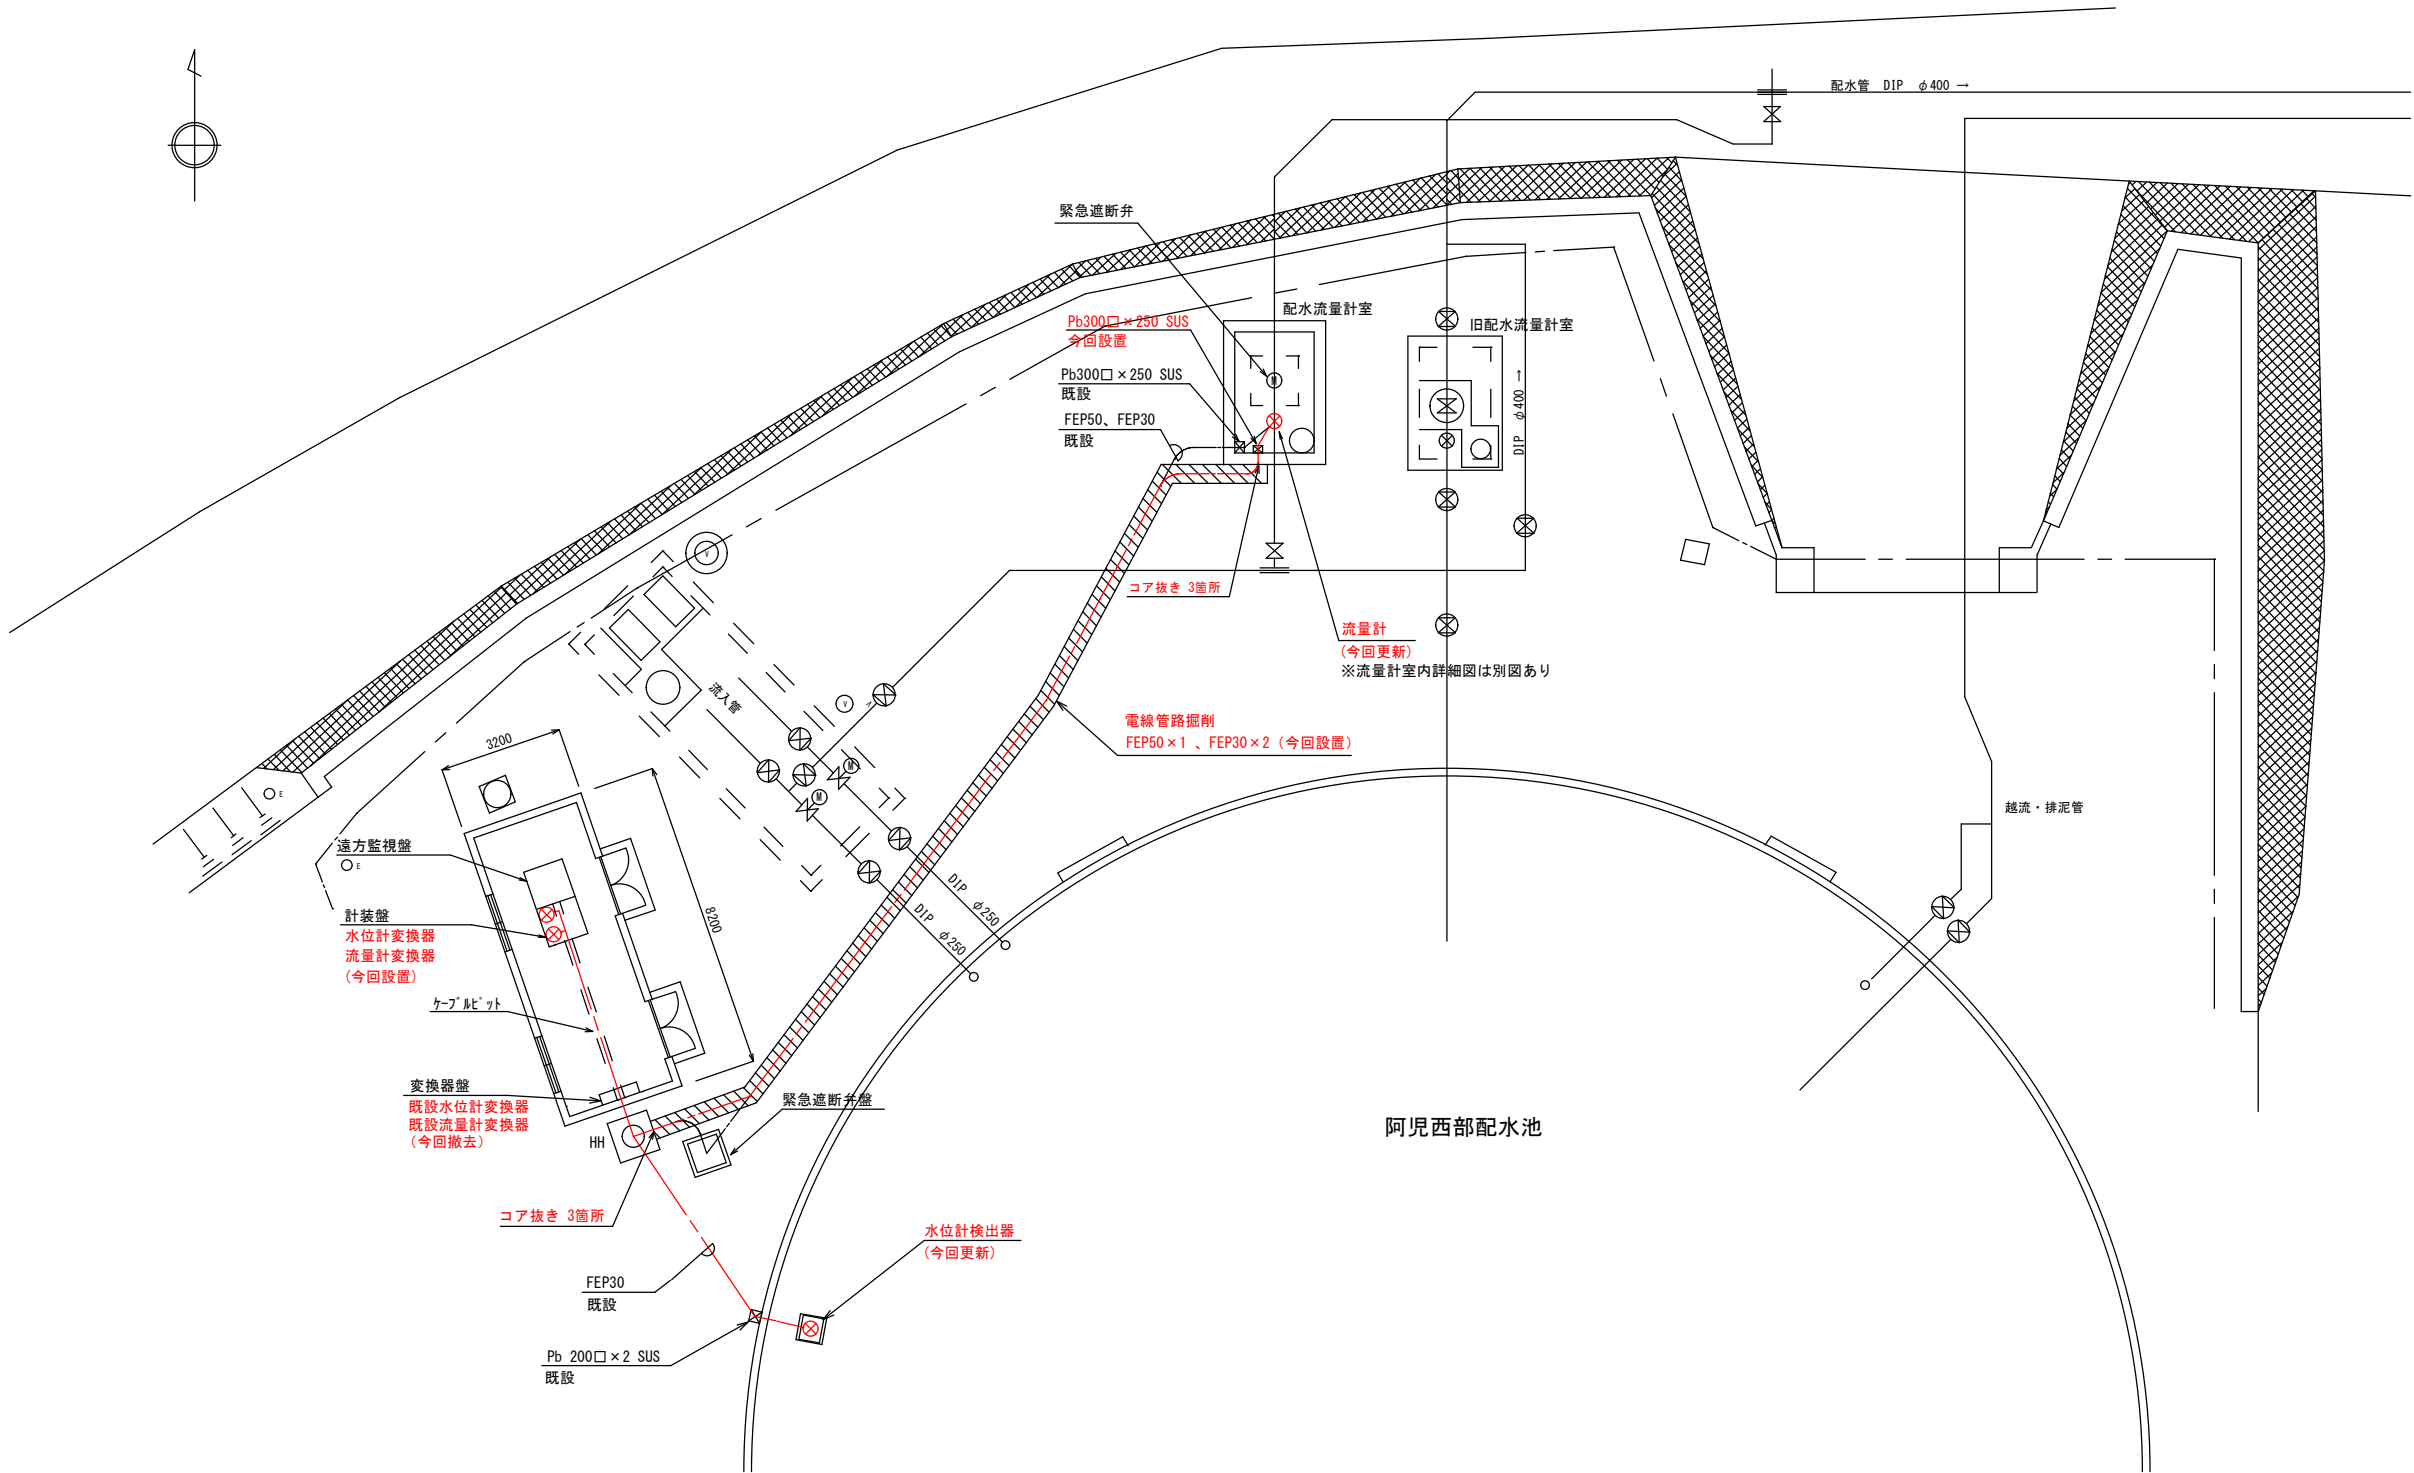 配水管 DIP φ400 →
緊急遮断弁
配水流量計室
Pb300□×250 SUS
今回設置
旧配水流量計室
Pb300□×250 SUS
既設
M
FEP50、FEP30
既設
DIP φ400 →
V
コア抜き 3箇所
流量計
(今回更新)
※流量計室内詳細図は別図あり
流入管
V
A
電線管路掘削
FEP50×1 、FEP30×2 (今回設置)
3200
M
M
E
越流・排泥管
遠方監視盤
E
8200
DIP φ250
DIP φ250
計装盤
水位計変換器
流量計変換器
(今回設置)
ケーブルピット
変換器盤
既設水位計変換器
既設流量計変換器
(今回撤去)
緊急遮断弁盤
阿児西部配水池
HH
コア抜き 3箇所
水位計検出器
(今回更新)
FEP30
既設
Pb 200□×2 SUS
既設